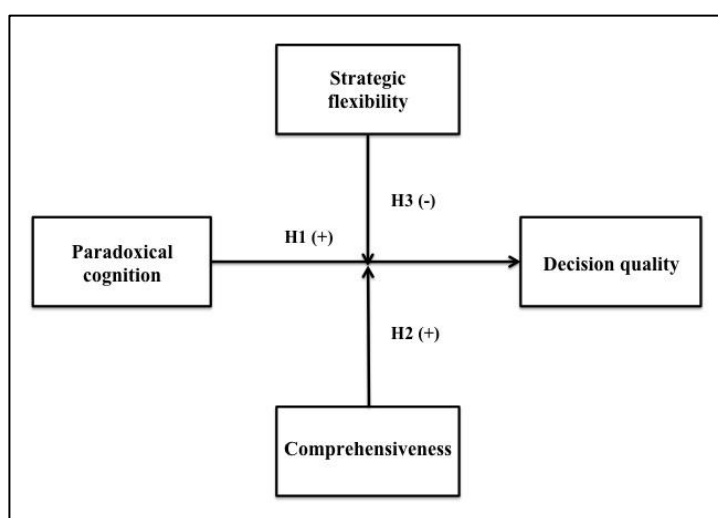 Strategic
flexibility
H3 (-)
H1 (+)
Paradoxical
cognition
Decision quality
H2 (+)
Comprehensiveness